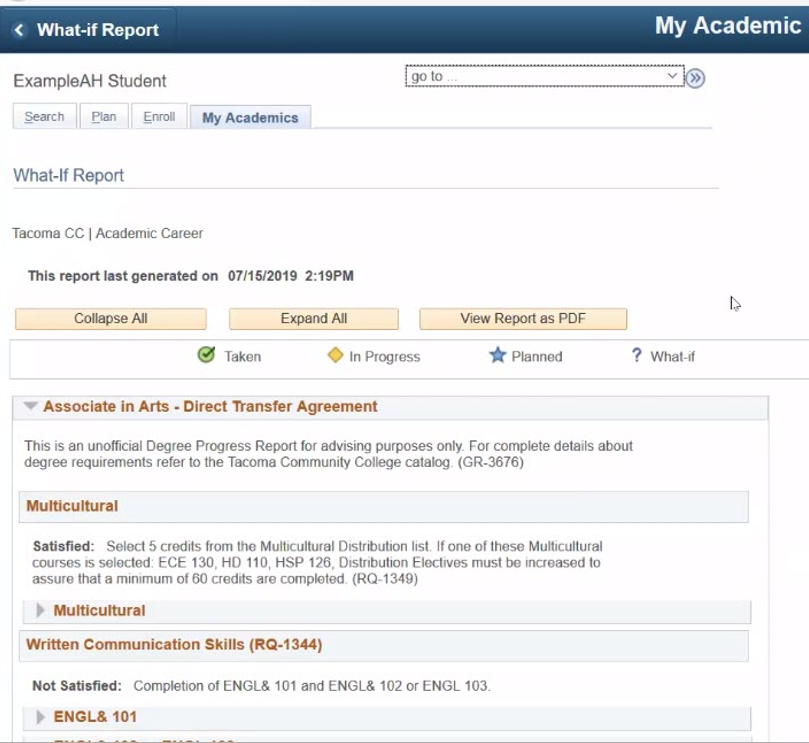 What-if Report
My Academic
ExampleAH Student
go to ...
Search
Plan
Enroll
My Academics
What-If Report
Tacoma CC | Academic Career
This report last generated on 07/15/2019 2:19PM
Collapse All
Expand All
View Report as PDF
Taken
In Progress
Planned
? What-if
Associate in Arts - Direct Transfer Agreement
This is an unofficial Degree Progress Report for advising purposes only. For complete details about
degree requirements refer to the Tacoma Community College catalog. (GR-3676)
Multicultural
Satisfied: Select 5 credits from the Multicultural Distribution list. If one of these Multicultural
courses is selected: ECE 130, HD 110, HSP 126, Distribution Electives must be increased to
assure that a minimum of 60 credits are completed. (RQ-1349)
Multicultural
Written Communication Skills (RQ-1344)
Not Satisfied: Completion of ENGL& 101 and ENGL& 102 or ENGL 103.
ENGL& 101